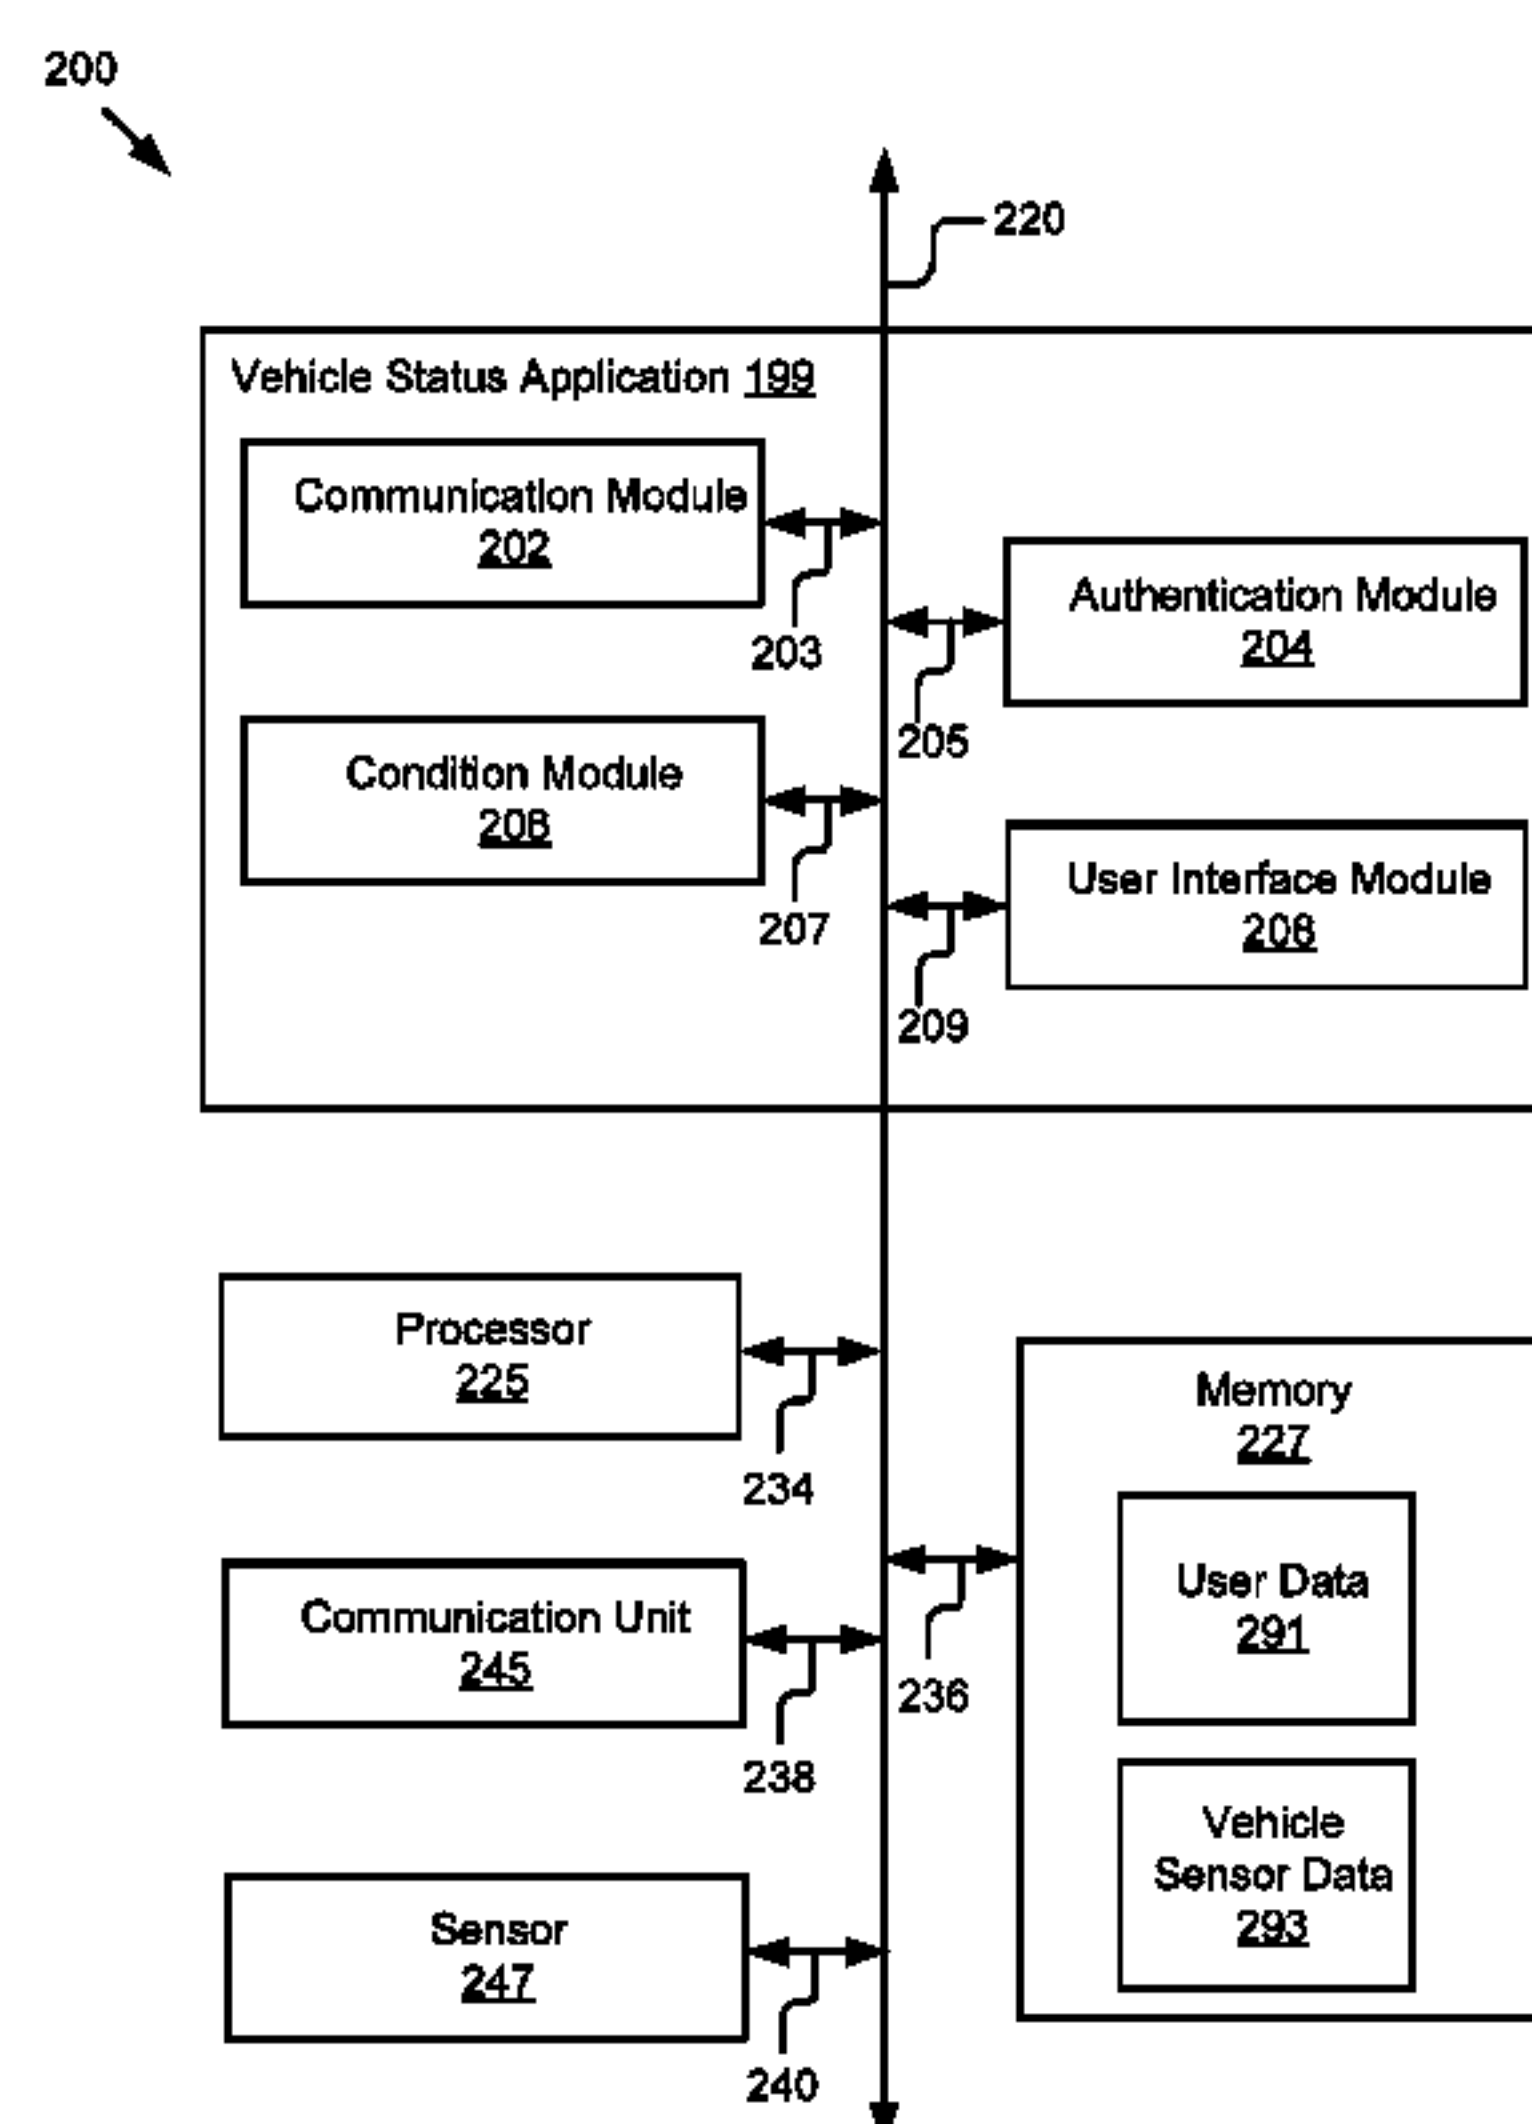 200
220
Vehicle Status Application 199
Communication Module
202
203
Authentication Module
204
205
Condition Module
206
207
User Interface Module
208
209
Processor
225
234
Memory
227
User Data
291
236
Communication Unit
245
238
Vehicle
Sensor Data
293
Sensor
247
240